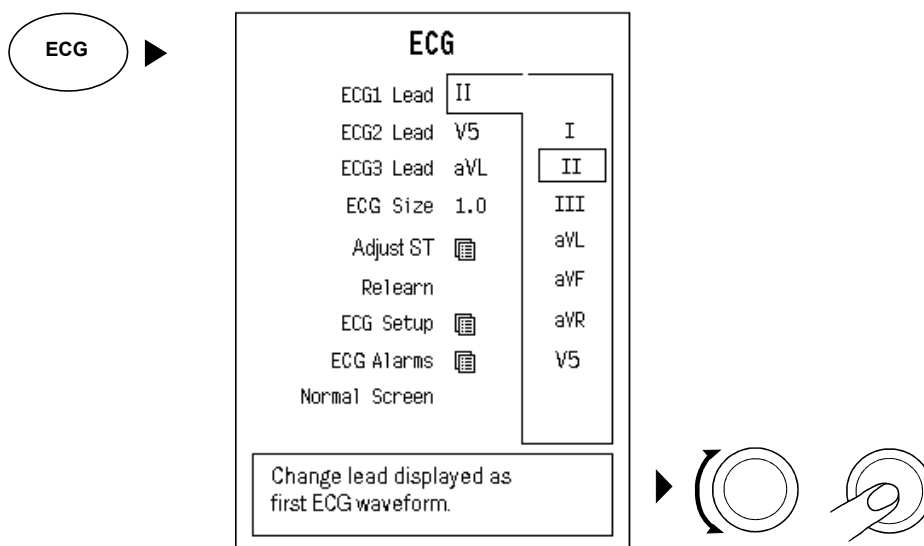 ECG
ECG
ECG1 Lead II
ECG2 Lead V5
ECG3 Lead aVL
ECG Size 1.0
Adjust ST
Relearn
ECG Setup
ECG Alarms
Normal Screen
I
II
III
aVL
aVF
aVR
V5
Change lead displayed as
first ECG waveform.